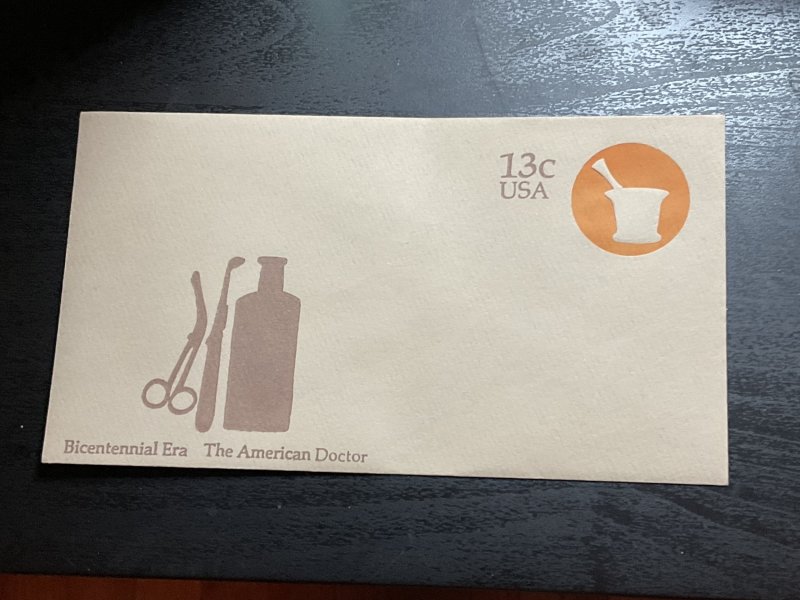 13c
USA
Bicentennial Era The American Doctor